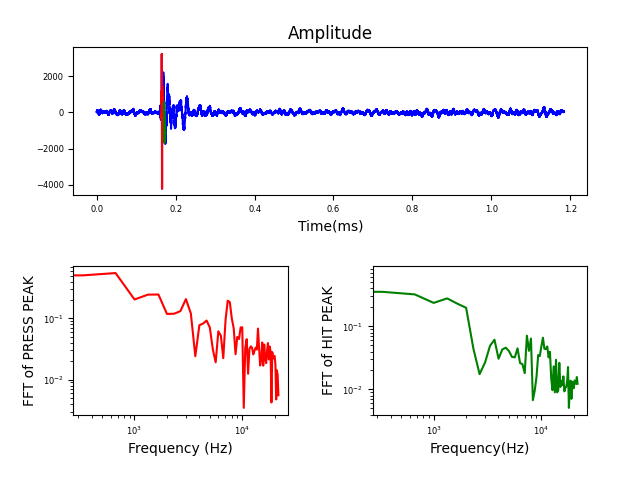 Amplitude
2000
0
−2000
−4000
0.0 0.2 0.4 0.6 0.8 1.0 1.2
Time(ms)
FFT of PRESS PEAK
10⁻¹
10⁻²
10³ 10⁴
Frequency (Hz)
FFT of HIT PEAK
10⁻¹
10⁻²
10³ 10⁴
Frequency(Hz)